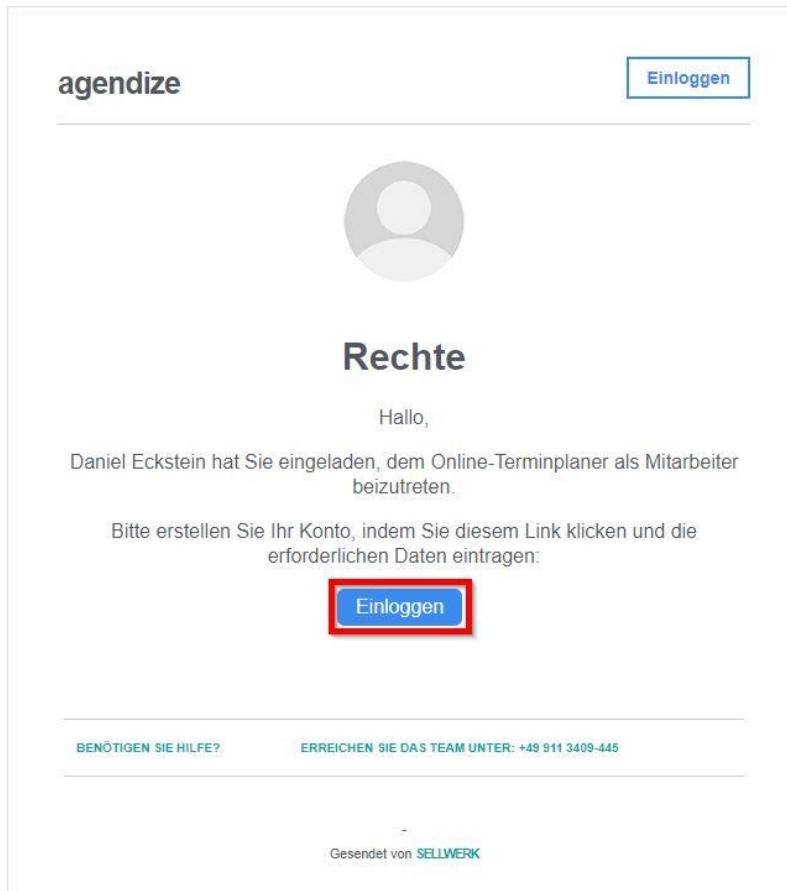 agendize
Einloggen
Rechte
Hallo,
Daniel Eckstein hat Sie eingeladen, dem Online-Terminplaner als Mitarbeiter
beizutreten.
Bitte erstellen Sie Ihr Konto, indem Sie diesem Link klicken und die
erforderlichen Daten eintragen:
Einloggen
BENÖTIGEN SIE HILFE?
ERREICHEN SIE DAS TEAM UNTER: +49 911 3409-445
-
Gesendet von SELLWERK